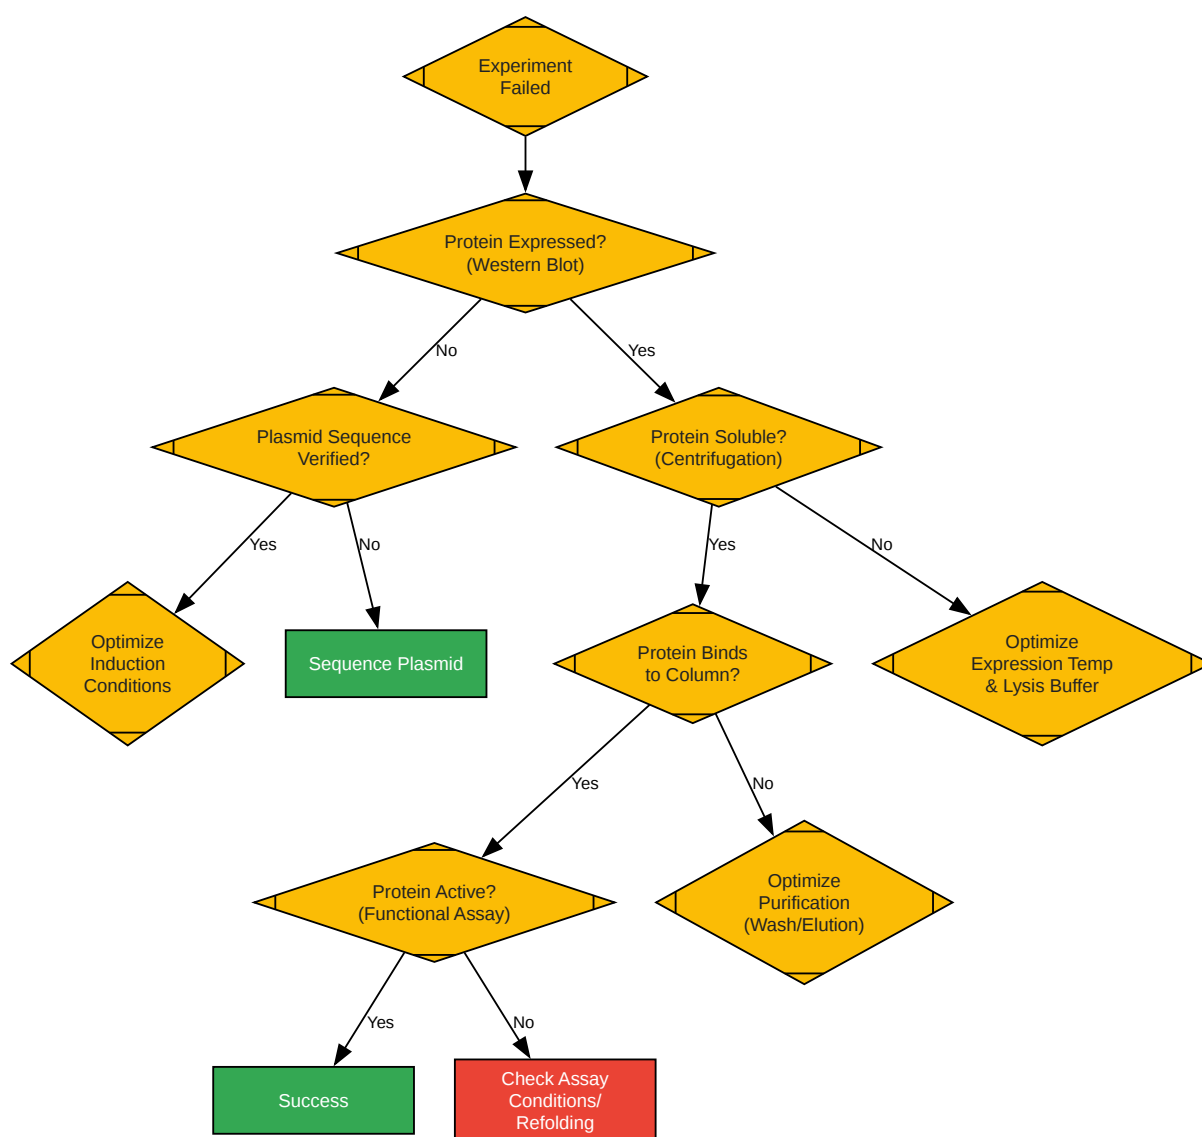 Experiment
Failed
Protein Expressed?
(Western Blot)
No
Yes
Plasmid Sequence
Verified?
Protein Soluble?
(Centrifugation)
Yes
No
Yes
No
Optimize
Induction
Conditions
Sequence Plasmid
Protein Binds
to Column?
Optimize
Expression Temp
& Lysis Buffer
Yes
No
Protein Active?
(Functional Assay)
Optimize
Purification
(Wash/Elution)
Yes
No
Success
Check Assay
Conditions/
Refolding